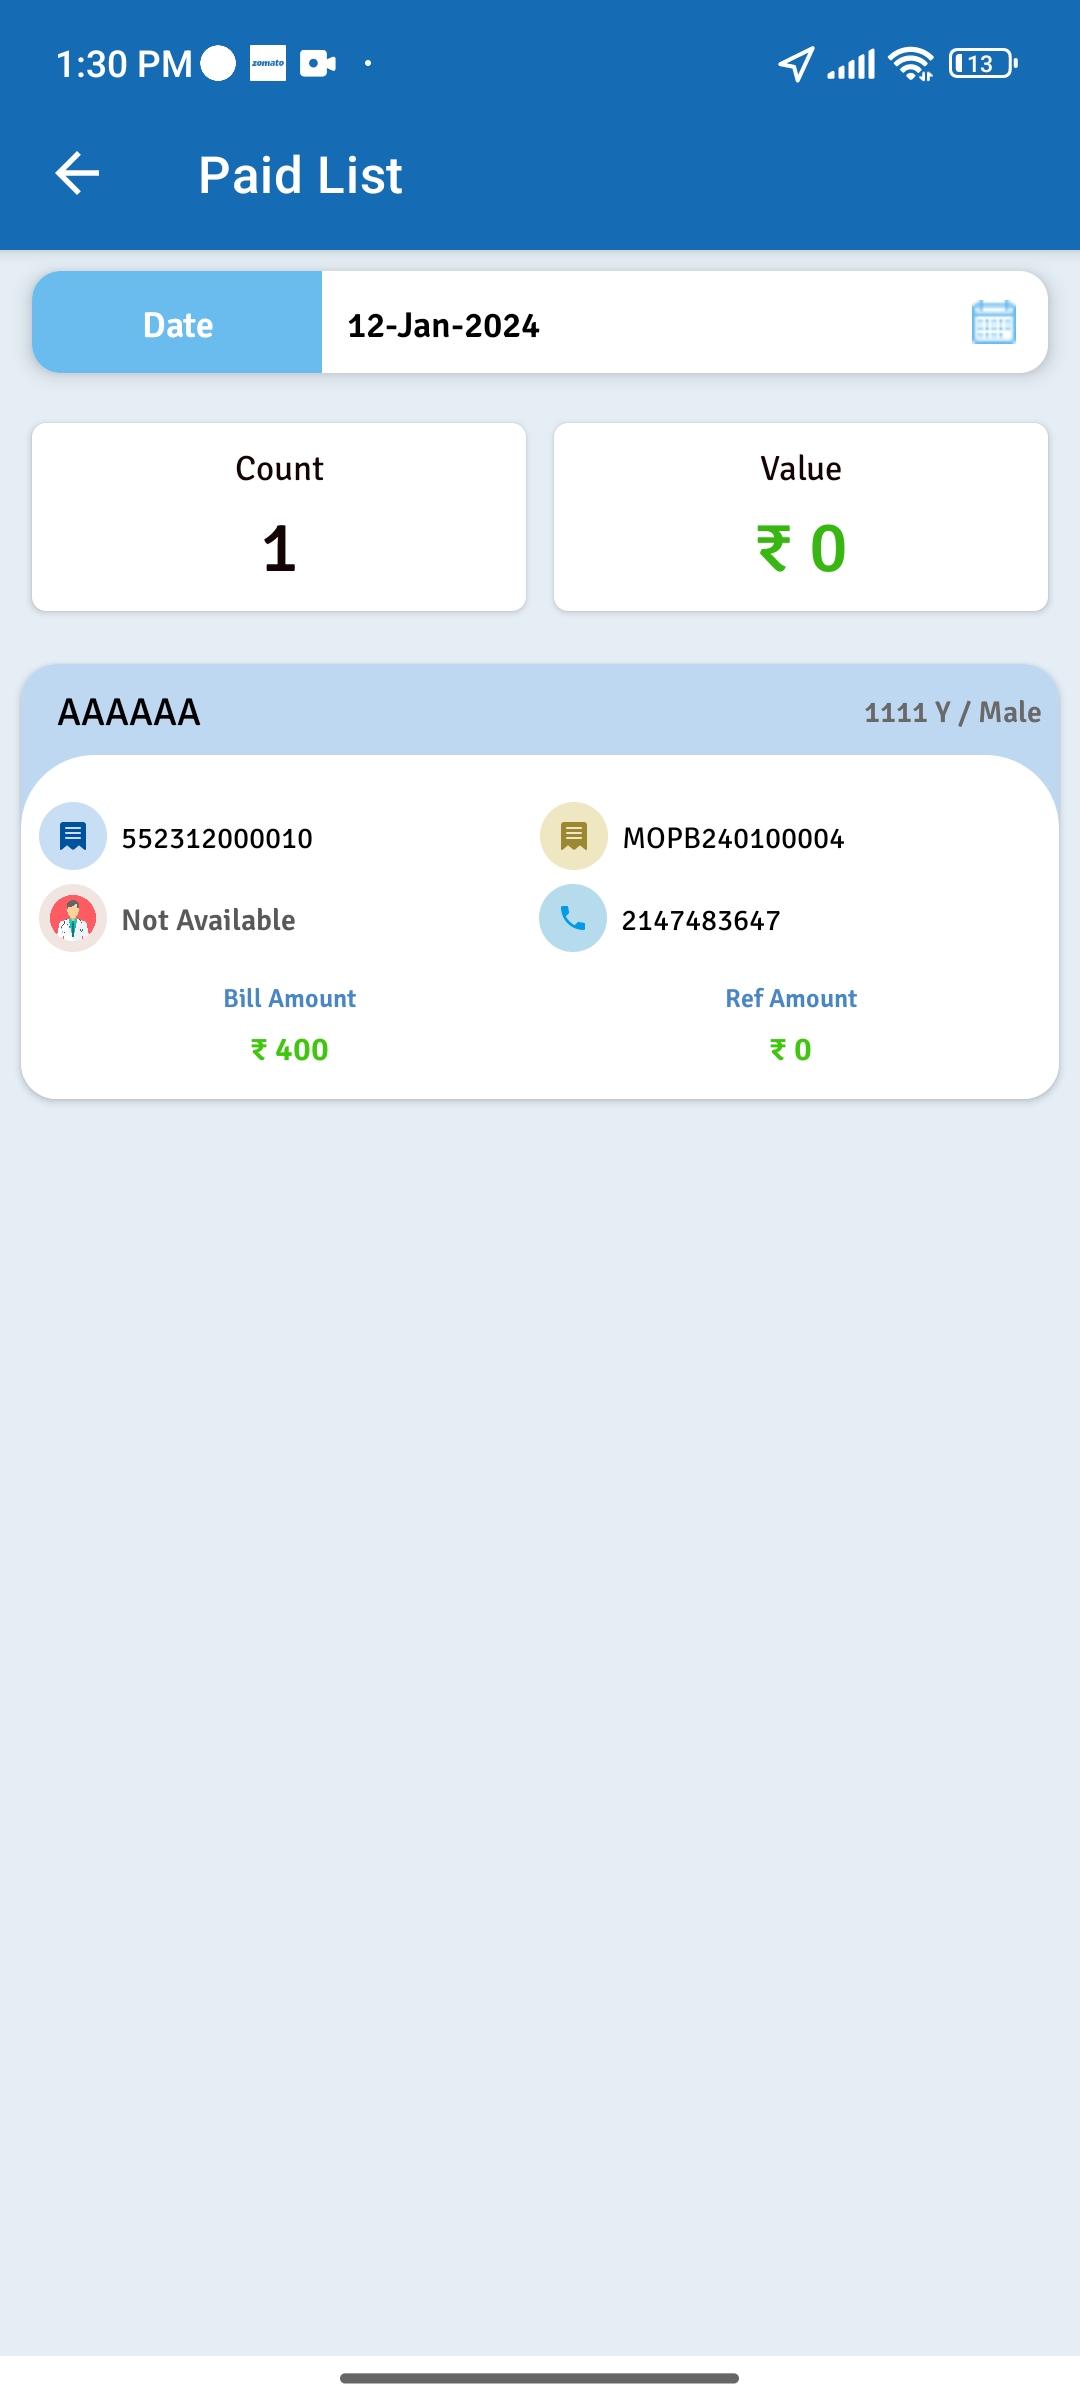 1:30 PM zomato 13
Paid List
Date 12-Jan-2024
Count Value
1 ₹ 0
AAAAAA 1111 Y / Male
552312000010 MOPB240100004
Not Available 2147483647
Bill Amount Ref Amount
₹ 400 ₹ 0